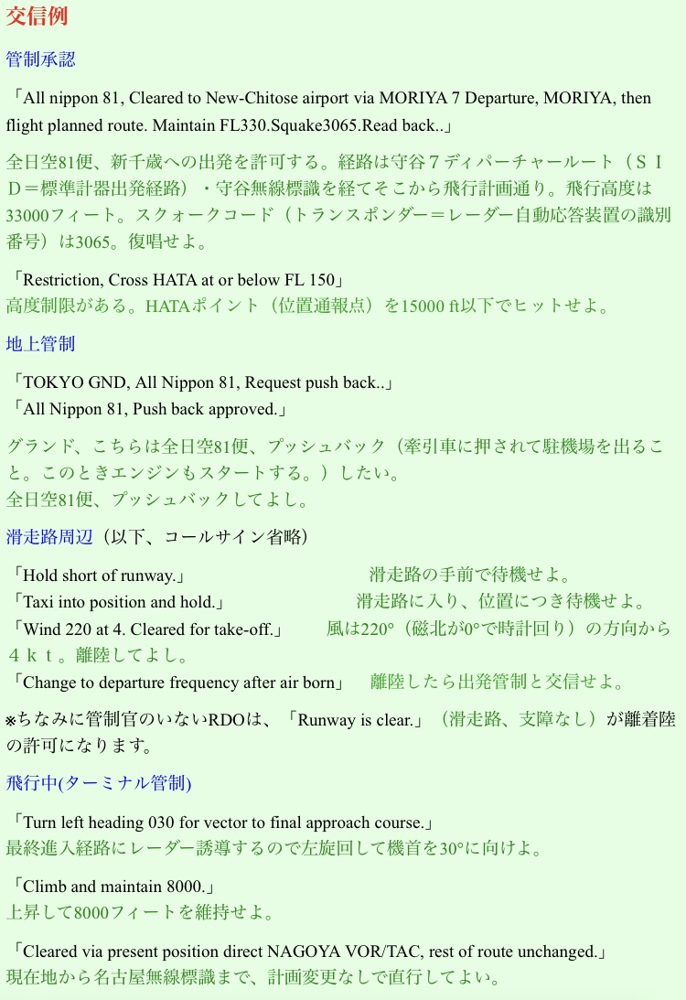 交信例
管制承認
「All nippon 81, Cleared to New-Chitose airport via MORIYA 7 Departure, MORIYA, then
flight planned route. Maintain FL330.Squake3065.Read back..」
全日空81便、新千歳への出発を許可する。経路は守谷７ディパーチャールート（ＳＩ
Ｄ＝標準計器出発経路）・守谷無線標識を経てそこから飛行計画通り。飛行高度は
33000フィート。スクォークコード（トランスポンダー＝レーダー自動応答装置の識別
番号）は3065。復唱せよ。
「Restriction, Cross HATA at or below FL 150」
高度制限がある。HATAポイント（位置通報点）を15000 ft以下でヒットせよ。
地上管制
「TOKYO GND, All Nippon 81, Request push back..」
「All Nippon 81, Push back approved.」
グランド、こちらは全日空81便、プッシュバック（牽引車に押されて駐機場を出るこ
と。このときエンジンもスタートする。）したい。
全日空81便、プッシュバックしてよし。
滑走路周辺（以下、コールサイン省略）
「Hold short of runway.」 滑走路の手前で待機せよ。
「Taxi into position and hold.」 滑走路に入り、位置につき待機せよ。
「Wind 220 at 4. Cleared for take-off.」 風は220°（磁北が0°で時計回り）の方向から
４ｋｔ。離陸してよし。
「Change to departure frequency after air born」 離陸したら出発管制と交信せよ。
※ちなみに管制官のいないRDOは、「Runway is clear.」（滑走路、支障なし）が離着陸
の許可になります。
飛行中(ターミナル管制)
「Turn left heading 030 for vector to final approach course.」
最終進入経路にレーダー誘導するので左旋回して機首を30°に向けよ。
「Climb and maintain 8000.」
上昇して8000フィートを維持せよ。
「Cleared via present position direct NAGOYA VOR/TAC, rest of route unchanged.」
現在地から名古屋無線標識まで、計画変更なしで直行してよい。